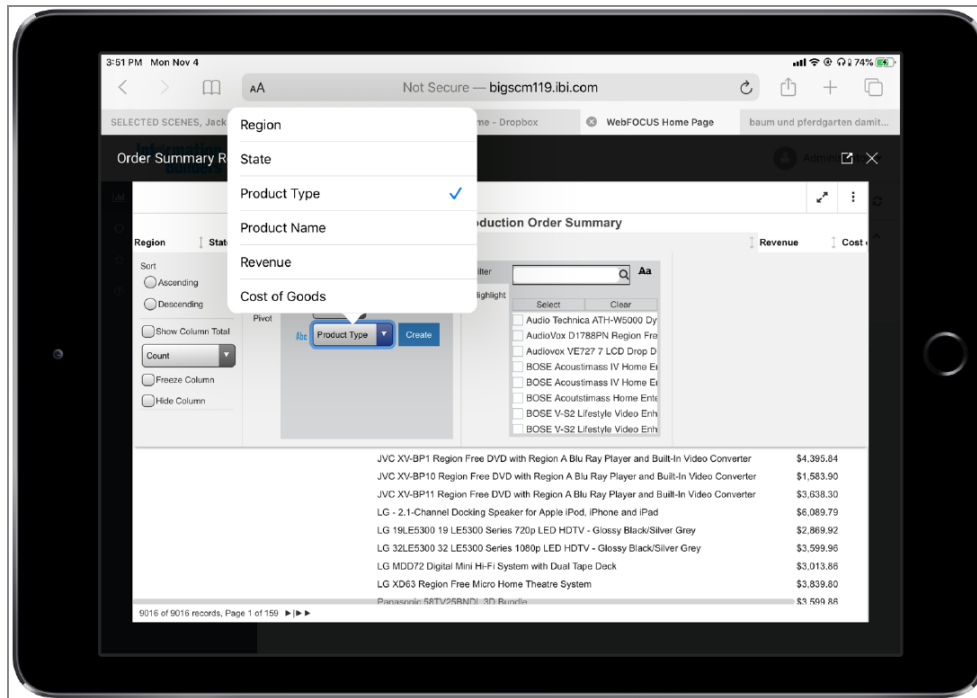 3:51 PM Mon Nov 4
74%
AA
Not Secure — bigscm119.ibi.com
SELECTED SCENES, Jack
me - Dropbox
WebFOCUS Home Page
baum und pferdgarten damit...
Order Summary R
Region
State
Product Type
Product Name
Revenue
Cost of Goods
duction Order Summary
Region
Stat
Revenue
Cost
Sort
Ascending
Descending
Show Column Total
Count
Freeze Column
Hide Column
Pivot
Abc
Product Type
Create
ilter
Aa
ighlight
Select
Clear
Audio Technica ATH-W5000 Dy
AudioVox D1788PN Region Fre
Audiovox VE727 7 LCD Drop D
BOSE Acoustimass IV Home E
BOSE Acoustimass IV Home E
BOSE Acoutstimass Home Ente
BOSE V-S2 Lifestyle Video Enh
BOSE V-S2 Lifestyle Video Enh
JVC XV-BP1 Region Free DVD with Region A Blu Ray Player and Built-In Video Converter $4,395.84
JVC XV-BP10 Region Free DVD with Region A Blu Ray Player and Built-In Video Converter $1,583.90
JVC XV-BP11 Region Free DVD with Region A Blu Ray Player and Built-In Video Converter $3,638.30
LG - 2.1-Channel Docking Speaker for Apple iPod, iPhone and iPad $6,089.79
LG 19LE5300 19 LE5300 Series 720p LED HDTV - Glossy Black/Silver Grey $2,869.92
LG 32LE5300 32 LE5300 Series 1080p LED HDTV - Glossy Black/Silver Grey $3,599.96
LG MDD72 Digital Mini Hi-Fi System with Dual Tape Deck $3,013.86
LG XD63 Region Free Micro Home Theatre System $3,839.80
Panasonic 58TV25BNDL 3D Bundle $3,599.86
9016 of 9016 records, Page 1 of 159